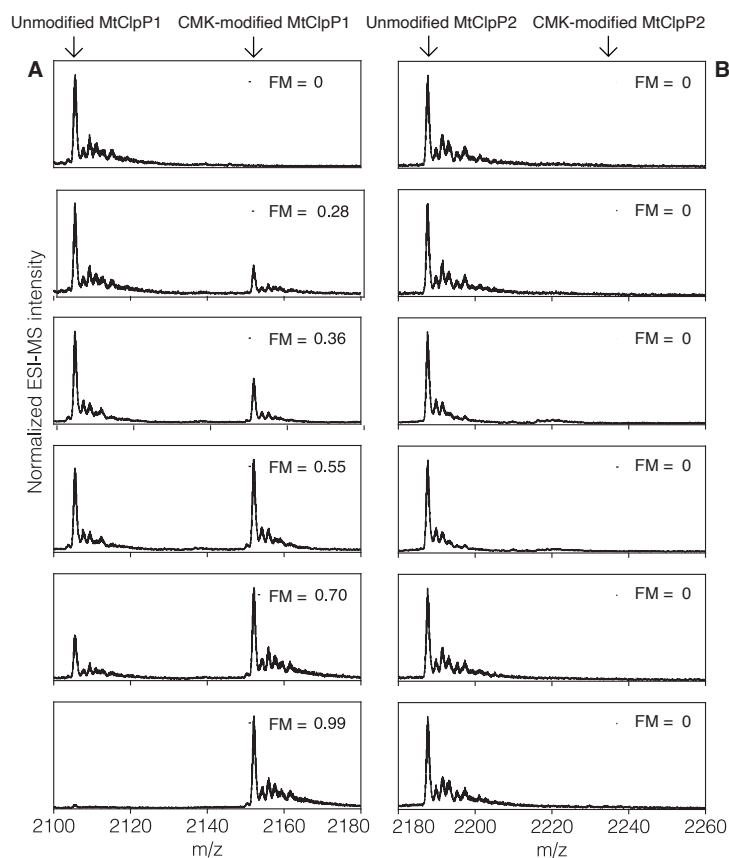 Unmodified MtClpP1 CMK-modified MtClpP1 Unmodified MtClpP2 CMK-modified MtClpP2
A B
FM = 0 FM = 0
FM = 0.28 FM = 0
FM = 0.36 FM = 0
FM = 0.55 FM = 0
FM = 0.70 FM = 0
FM = 0.99 FM = 0
Normalized ESI-MS intensity
2100 2120 2140 2160 2180 2180 2200 2220 2240 2260
m/z m/z